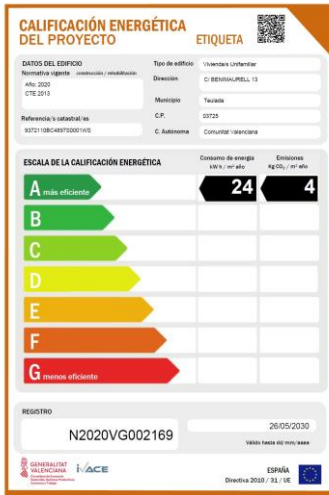 CALIFICACIÓN ENERGÉTICA
DEL PROYECTO
ETIQUETA
DATOS DEL EDIFICIO
Normativa vigente construcción / rehabilitación
Año: 2020
CTE 2013
Referencia/s catastral/es
Tipo de edificio Vivienda/s Unifamiliar
Dirección C/ BENIMAURELL 13
Municipio Teulada
C.P. 03725
C. Autónoma Comunitat Valenciana
ESCALA DE LA CALIFICACIÓN ENERGÉTICA
Consumo de energía
kW h / m² año
Emisiones
Kg CO₂ / m² año
A más eficiente
24
4
B
C
D
E
F
G menos eficiente
REGISTRO
N2020VG002169
26/05/2030
Válido hasta dd/mm/aaaa
GENERALITAT
VALENCIANA
IVACE
ESPAÑA
Directiva 2010 / 31 / UE